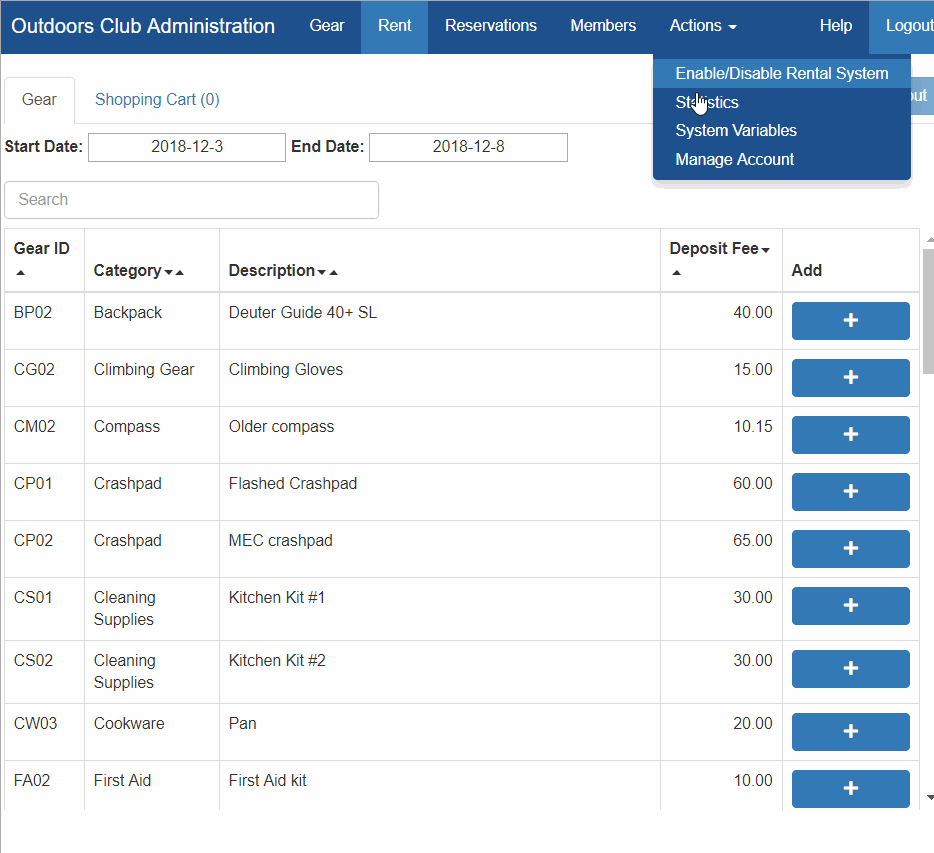 Outdoors Club Administration Gear Rent Reservations Members Actions Help Logout
Enable/Disable Rental System
Statistics
System Variables
Manage Account
Gear Shopping Cart (0)
Start Date: 2018-12-3 End Date: 2018-12-8
Search
Gear ID Category Description Deposit Fee Add
BP02 Backpack Deuter Guide 40+ SL 40.00
CG02 Climbing Gear Climbing Gloves 15.00
CM02 Compass Older compass 10.15
CP01 Crashpad Flashed Crashpad 60.00
CP02 Crashpad MEC crashpad 65.00
CS01 Cleaning Kitchen Kit #1 30.00
Supplies
CS02 Cleaning Kitchen Kit #2 30.00
Supplies
CW03 Cookware Pan 20.00
FA02 First Aid First Aid kit 10.00